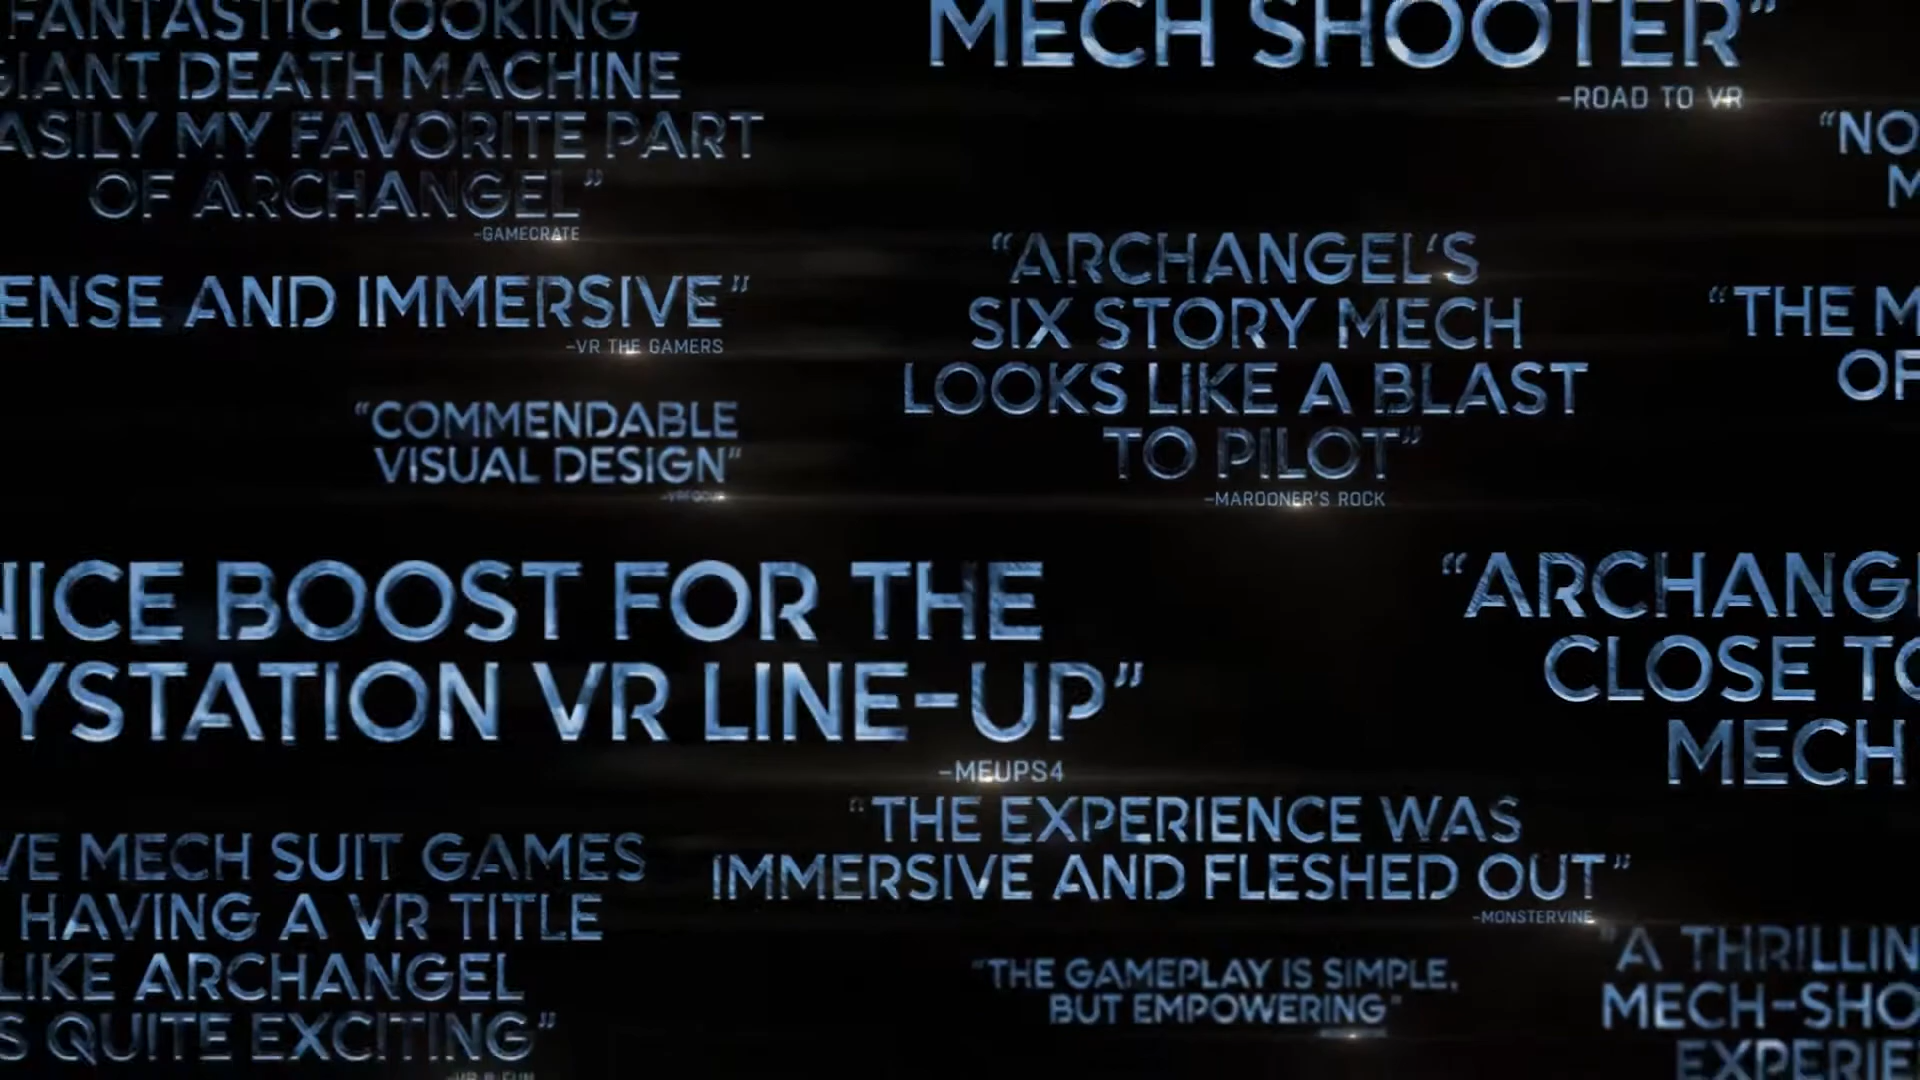 FANTASTIC LOOKING
GIANT DEATH MACHINE
ASILY MY FAVORITE PART
OF ARCHANGEL”
-GAMECRATE
MECH SHOOTER”
-ROAD TO VR
“NO
M
ENSE AND IMMERSIVE”
-VR THE GAMERS
“ARCHANGEL‘S
SIX STORY MECH
LOOKS LIKE A BLAST
TO PILOT”
-MAROONER’S ROCK
“THE M
OF
“COMMENDABLE
VISUAL DESIGN”
-VRFOCUS
NICE BOOST FOR THE
YSTATION VR LINE-UP”
-MEUPS4
“ARCHANGE
CLOSE TO
MECH
VE MECH SUIT GAMES
HAVING A VR TITLE
LIKE ARCHANGEL
S QUITE EXCITING”
“THE EXPERIENCE WAS
IMMERSIVE AND FLESHED OUT”
-MONSTERVINE
“THE GAMEPLAY IS SIMPLE,
BUT EMPOWERING”
“A THRILLIN
MECH-SHO
EXPERIE